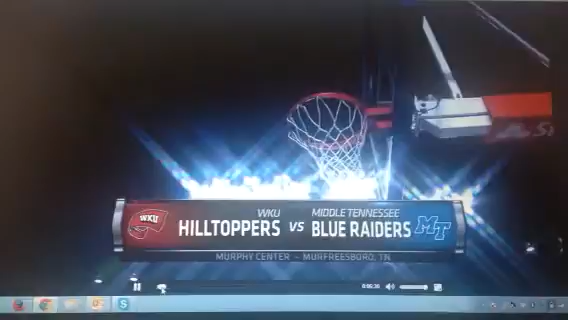 WKU
HILLTOPPERS
VS
MIDDLE TENNESSEE
BLUE RAIDERS
WKU
MT
MURPHY CENTER - MURFREESBORO, TN